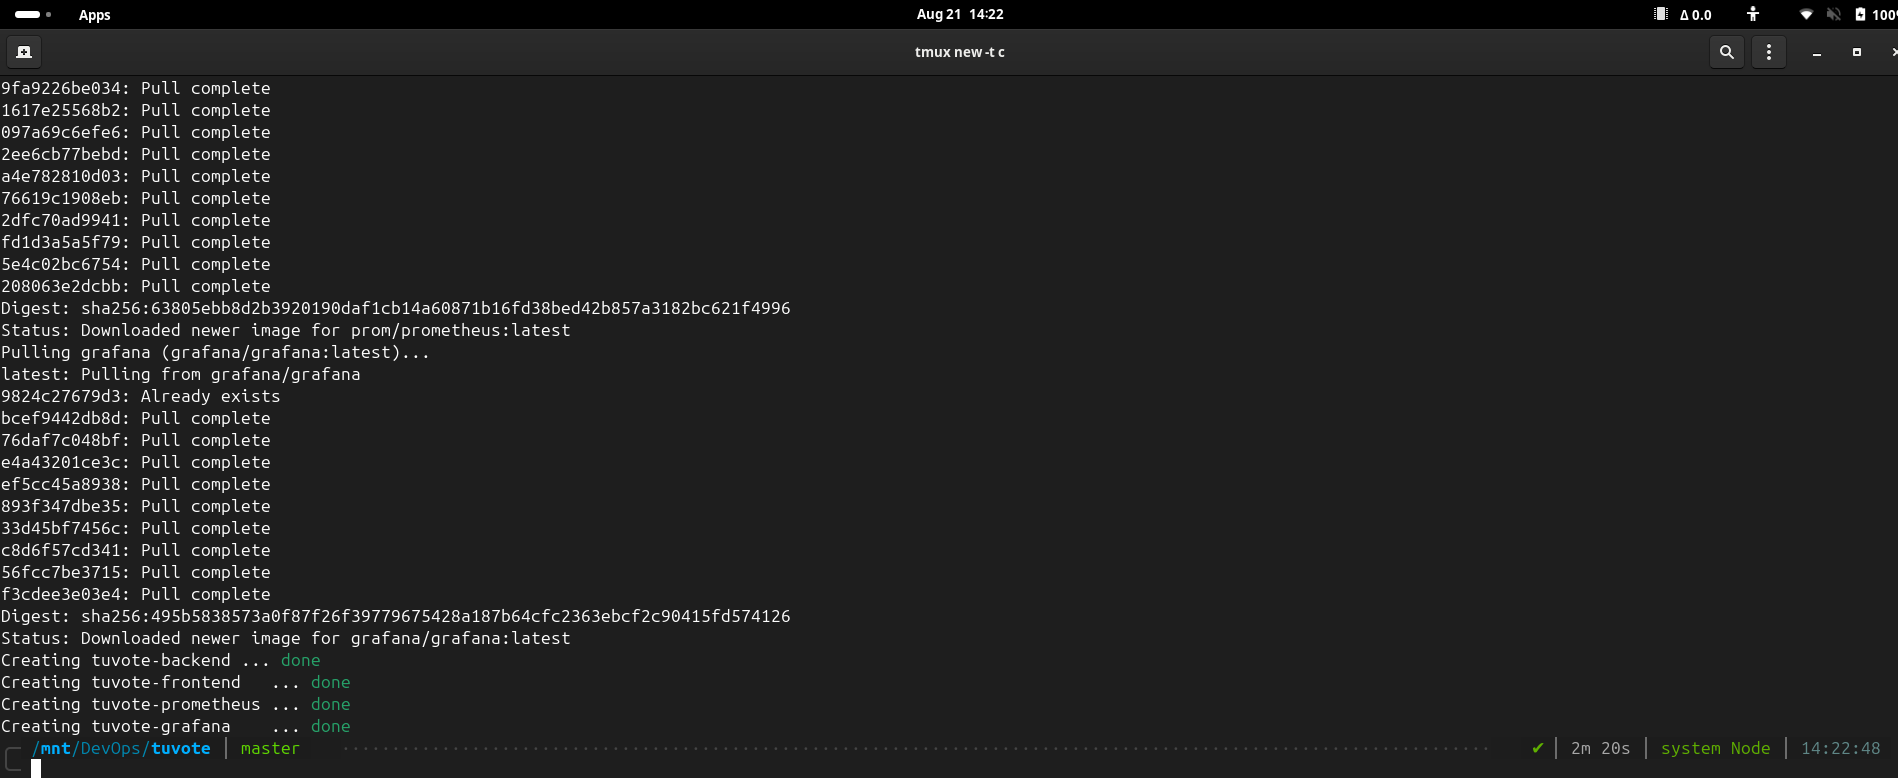 Apps
Aug 21 14:22
Δ 0.0
100%
tmux new -t c
9fa9226be034: Pull complete
1617e25568b2: Pull complete
097a69c6efe6: Pull complete
2ee6cb77bebd: Pull complete
a4e782810d03: Pull complete
76619c1908eb: Pull complete
2dfc70ad9941: Pull complete
fd1d3a5a5f79: Pull complete
5e4c02bc6754: Pull complete
208063e2dcbb: Pull complete
Digest: sha256:63805ebb8d2b3920190daf1cb14a60871b16fd38bed42b857a3182bc621f4996
Status: Downloaded newer image for prom/prometheus:latest
Pulling grafana (grafana/grafana:latest)...
latest: Pulling from grafana/grafana
9824c27679d3: Already exists
bcef9442db8d: Pull complete
76daf7c048bf: Pull complete
e4a43201ce3c: Pull complete
ef5cc45a8938: Pull complete
893f347dbe35: Pull complete
33d45bf7456c: Pull complete
c8d6f57cd341: Pull complete
56fcc7be3715: Pull complete
f3cdee3e03e4: Pull complete
Digest: sha256:495b5838573a0f87f26f39779675428a187b64cfc2363ebcf2c90415fd574126
Status: Downloaded newer image for grafana/grafana:latest
Creating tuvote-backend ... done
Creating tuvote-frontend   ... done
Creating tuvote-prometheus ... done
Creating tuvote-grafana    ... done
/mnt/DevOps/tuvote │ master ✔ │ 2m 20s │ system Node │ 14:22:48